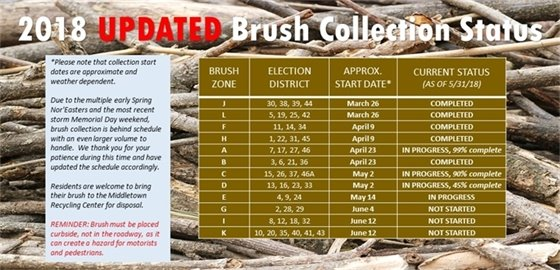 2018 UPDATED Brush Collection Status
*Please note that collection start
dates are approximate and
weather dependent.
Due to the multiple early Spring
Nor'Easters and the most recent
storm Memorial Day weekend,
brush collection is behind schedule
with an even larger volume to
handle. We thank you for your
patience during this time and have
updated the schedule accordingly.
Residents are welcome to bring
their brush to the Middletown
Recycling Center for disposal.
REMINDER: Brush must be placed
curbside, not in the roadway, as it
can create a hazard for motorists
and pedestrians.
BRUSH ZONE ELECTION DISTRICT APPROX. START DATE* CURRENT STATUS (AS OF 5/31/18)
J 30, 38, 39, 44 March 26 COMPLETED
L 5, 19, 25, 42 March 26 COMPLETED
F 11, 14, 34 April 9 COMPLETED
H 1, 22, 31, 45 April 9 COMPLETED
A 7, 17, 27, 46 April 23 IN PROGRESS, 99% complete
B 3, 6, 21, 36 April 23 COMPLETED
C 15, 26, 37, 46A May 2 IN PROGRESS, 90% complete
D 13, 16, 23, 33 May 2 IN PROGRESS, 45% complete
E 4, 9, 24 May 14 IN PROGRESS
G 2, 28, 29 June 4 NOT STARTED
I 8, 12, 18, 32 June 12 NOT STARTED
K 10, 20, 35, 40, 41, 43 June 12 NOT STARTED